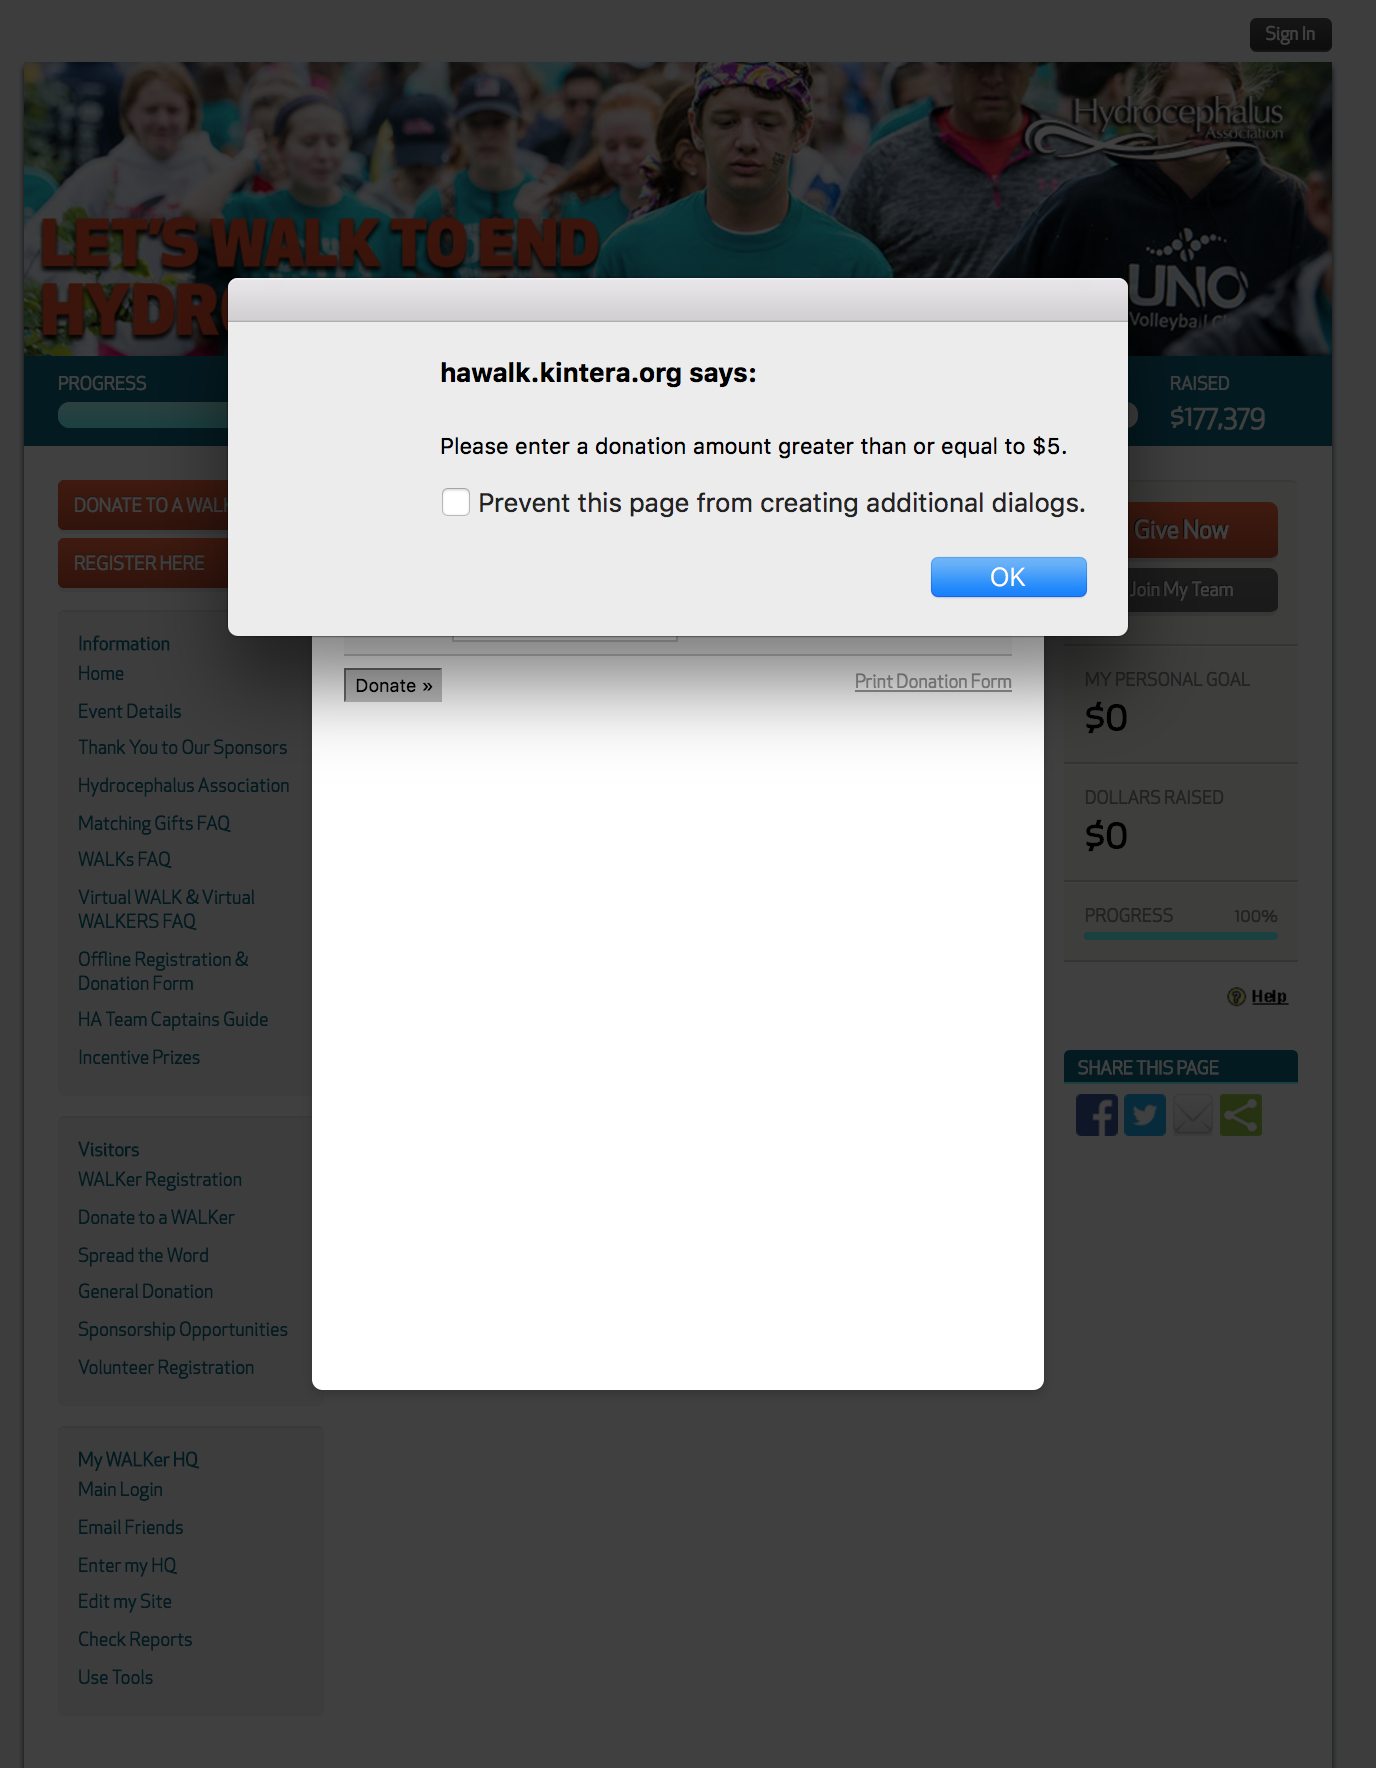 Sign In
Hydrocephalus
Association
LET'S WALK TO END
HYDR
UNO
Volleyball Cl
PROGRESS
RAISED
$177,379
hawalk.kintera.org says:
Please enter a donation amount greater than or equal to $5.
Prevent this page from creating additional dialogs.
OK
DONATE TO A WALK
REGISTER HERE
Information
Home
Event Details
Thank You to Our Sponsors
Hydrocephalus Association
Matching Gifts FAQ
WALKs FAQ
Virtual WALK & Virtual
WALKERS FAQ
Offline Registration &
Donation Form
HA Team Captains Guide
Incentive Prizes
Visitors
WALKer Registration
Donate to a WALKer
Spread the Word
General Donation
Sponsorship Opportunities
Volunteer Registration
My WALKer HQ
Main Login
Email Friends
Enter my HQ
Edit my Site
Check Reports
Use Tools
Donate »
Print Donation Form
Give Now
Join My Team
MY PERSONAL GOAL
$0
DOLLARS RAISED
$0
PROGRESS 100%
Help
SHARE THIS PAGE